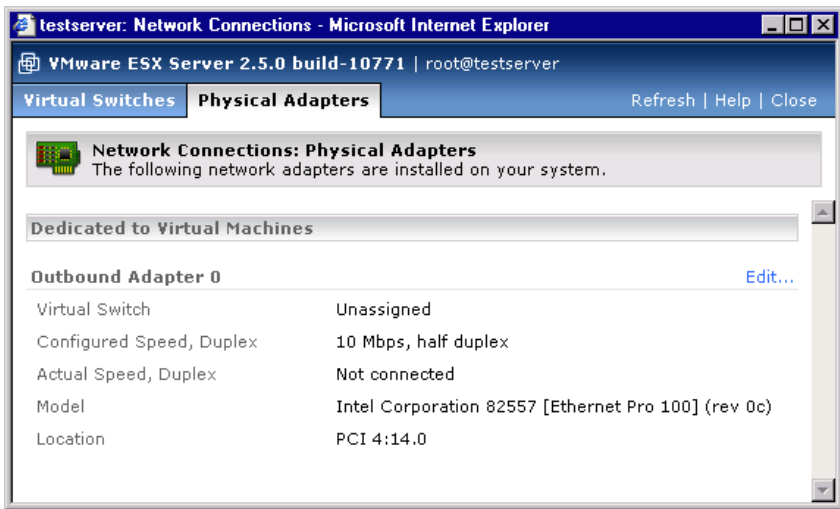 testserver: Network Connections - Microsoft Internet Explorer
VMware ESX Server 2.5.0 build-10771 | root@testserver
Virtual Switches Physical Adapters Refresh | Help | Close
Network Connections: Physical Adapters
The following network adapters are installed on your system.
Dedicated to Virtual Machines
Outbound Adapter 0 Edit...
Virtual Switch Unassigned
Configured Speed, Duplex 10 Mbps, half duplex
Actual Speed, Duplex Not connected
Model Intel Corporation 82557 [Ethernet Pro 100] (rev 0c)
Location PCI 4:14.0